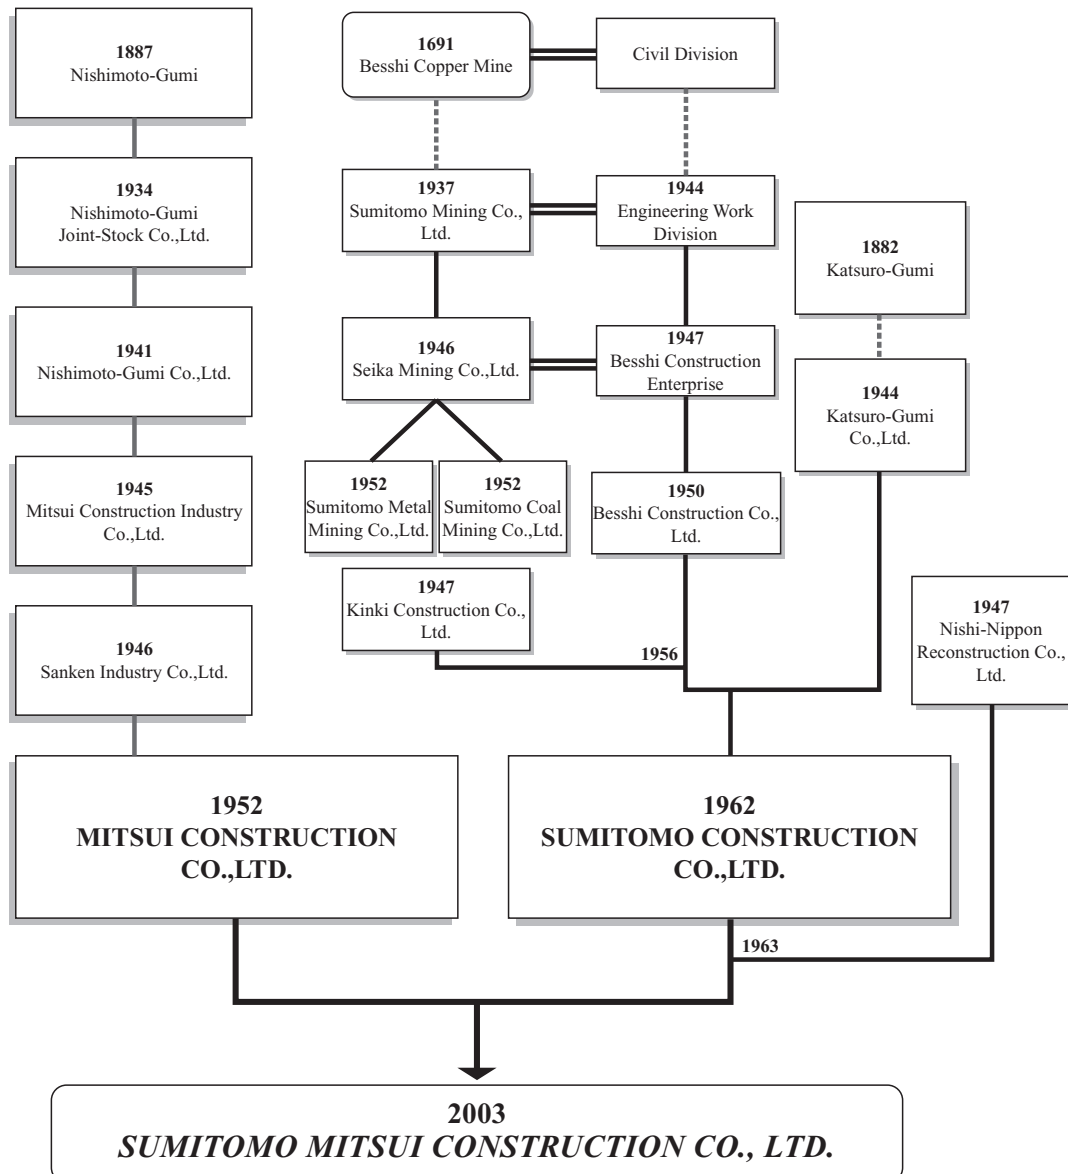 1887
Nishimoto-Gumi
1934
Nishimoto-Gumi
Joint-Stock Co.,Ltd.
1941
Nishimoto-Gumi Co.,Ltd.
1945
Mitsui Construction Industry
Co.,Ltd.
1946
Sanken Industry Co.,Ltd.
1691
Besshi Copper Mine
Civil Division
1937
Sumitomo Mining Co.,
Ltd.
1944
Engineering Work
Division
1946
Seika Mining Co.,Ltd.
1947
Besshi Construction
Enterprise
1952
Sumitomo Metal
Mining Co.,Ltd.
1952
Sumitomo Coal
Mining Co.,Ltd.
1950
Besshi Construction Co.,
Ltd.
1947
Kinki Construction Co.,
Ltd.
1956
1882
Katsuro-Gumi
1944
Katsuro-Gumi
Co.,Ltd.
1947
Nishi-Nippon
Reconstruction Co.,
Ltd.
1952
MITSUI CONSTRUCTION
CO.,LTD.
1962
SUMITOMO CONSTRUCTION
CO.,LTD.
1963
2003
SUMITOMO MITSUI CONSTRUCTION CO., LTD.